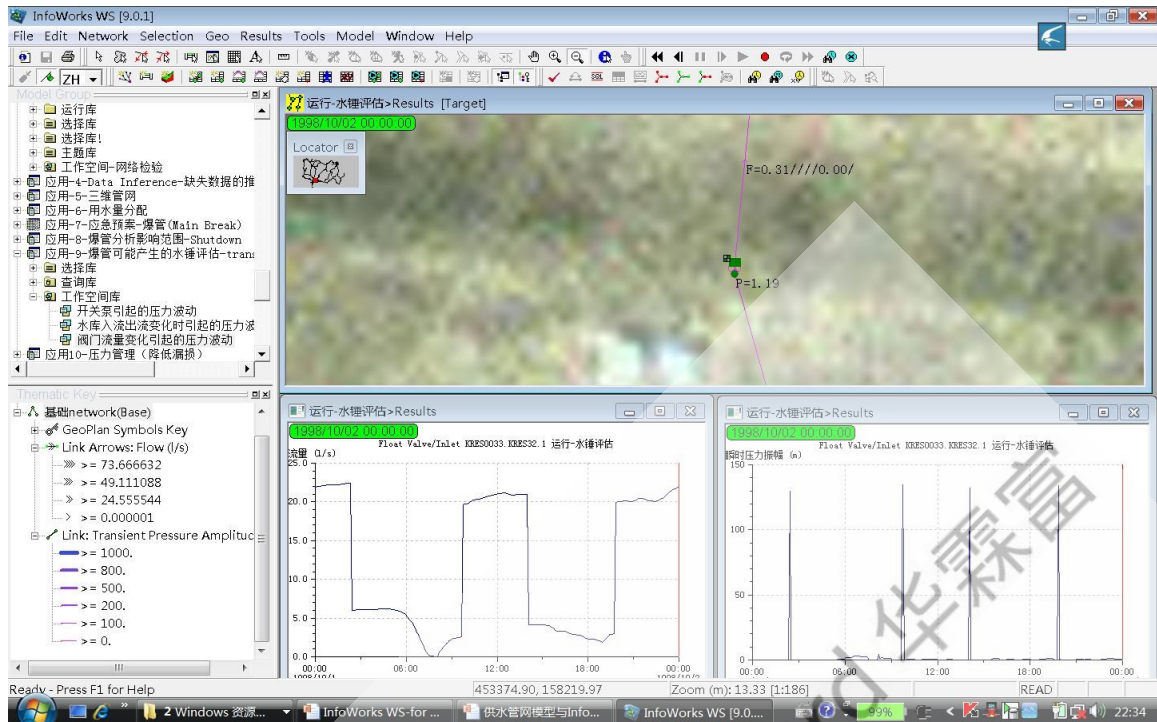 InfoWorks WS [9.0.1]
File Edit Network Selection Geo Results Tools Model Window Help
ZH
Model Group
运行库
选择库
选择库!
主题库
工作空间-网络检验
应用-4-Data Inference-缺失数据的推
应用-5-三维管网
应用-6-用水量分配
应用-7-应急预案-爆管(Main Break)
应用-8-爆管分析影响范围-Shutdown
应用-9-爆管可能产生的水锤评估-trans
选择库
查询库
工作空间库
开关泵引起的压力波动
水库入流出流变化时引起的压力波
阀门流量变化引起的压力波动
应用10-压力管理（降低漏损）
Thematic Key
基础network(Base)
GeoPlan Symbols Key
Link Arrows: Flow (l/s)
>= 73.666632
>= 49.111088
>= 24.555544
>= 0.000001
Link: Transient Pressure Amplituc
>= 1000.
>= 800.
>= 500.
>= 200.
>= 100.
>= 0.
运行-水锤评估>Results [Target]
1998/10/02 00:00:00
Locator
F=0.31////0.00/
P=1.19
运行-水锤评估>Results
1998/10/02 00:00:00
Float Valve/Inlet KRES0033.KRES32.1 运行-水锤评估
流量 (l/s)
25.0
20.0
15.0
10.0
5.0
0.0
00:00 06:00 12:00 18:00 00:00
1998/10/1 1998/10/2
运行-水锤评估>Results
1998/10/02 00:00:00
Float Valve/Inlet KRES0033.KRES32.1 运行-水锤评估
瞬时压力振幅 (m)
150
100
50
0
00:00 06:00 12:00 18:00 00:00
华霖富
Ready - Press F1 for Help
453374.90, 158219.97
Zoom (m): 13.33 [1:186]
READ
2 Windows 资源...
InfoWorks WS-for ...
供水管网模型与Info...
InfoWorks WS [9.0....
99%
22:34